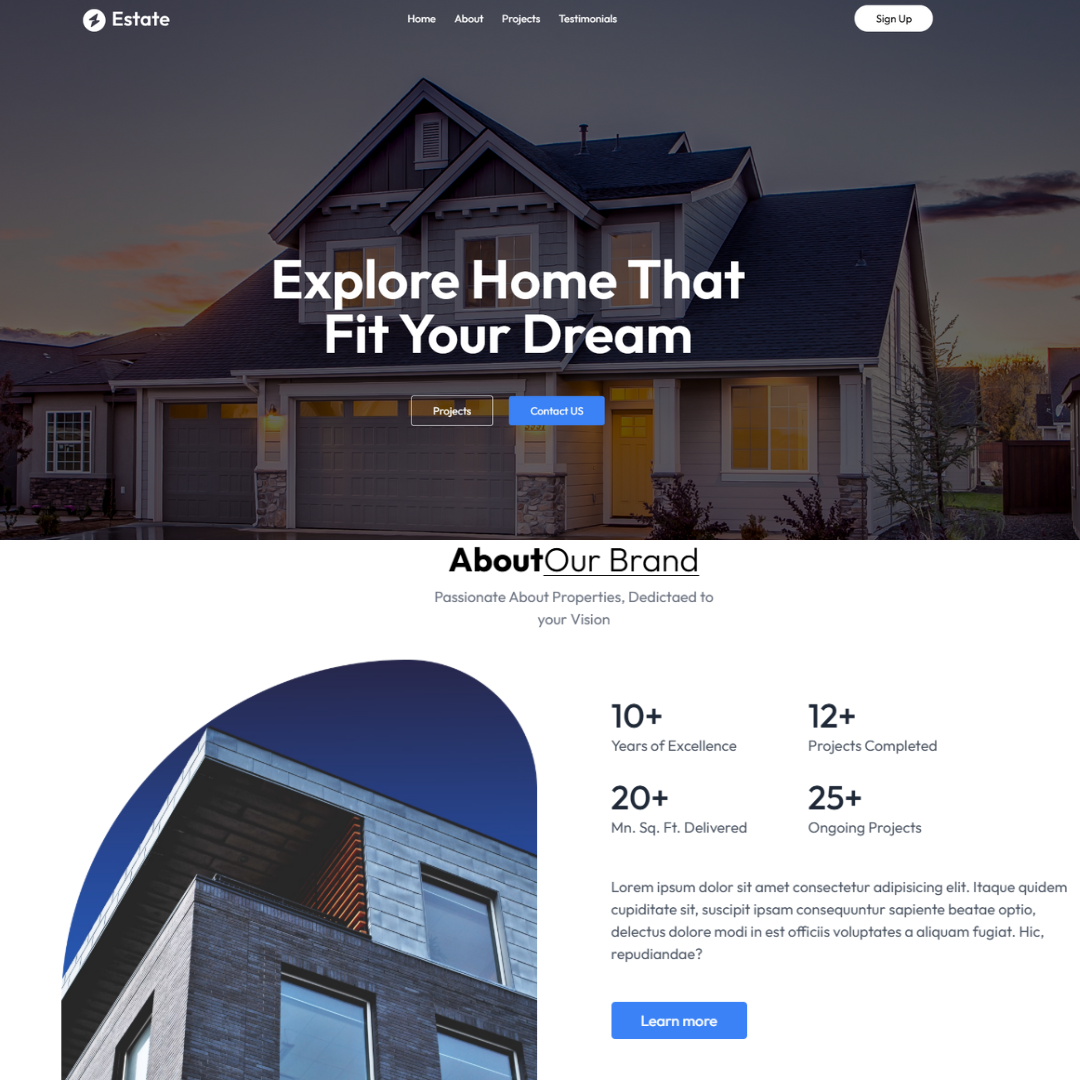 Estate
Home About Projects Testimonials
Sign Up
Explore Home That
Fit Your Dream
Projects Contact US
2221
AboutOur Brand
Passionate About Properties, Dedictaed to
your Vision
10+ 12+
Years of Excellence Projects Completed
20+ 25+
Mn. Sq. Ft. Delivered Ongoing Projects
Lorem ipsum dolor sit amet consectetur adipisicing elit. Itaque quidem
cupiditate sit, suscipit ipsam consequuntur sapiente beatae optio,
delectus dolore modi in est officiis voluptates a aliquam fugiat. Hic,
repudiandae?
Learn more